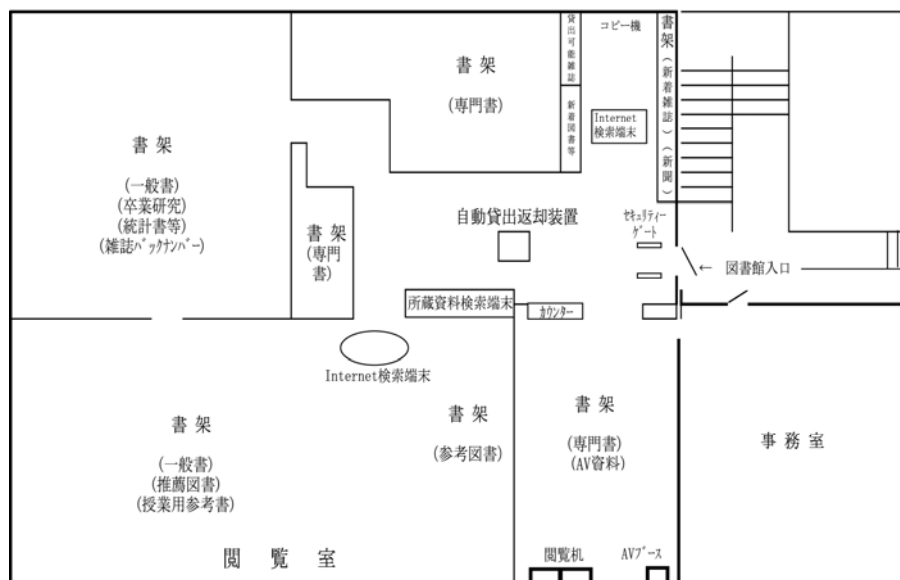 書架
(専門書)
貸出可能雑誌
新着図書等
コピー機
Internet
検索端末
書架(新着雑誌)(新聞)
書架
(一般書)
(卒業研究)
(統計書等)
(雑誌バックナンバー)
書架
(専門
書)
自動貸出返却装置
セキュリティー
ゲート
← 図書館入口
所蔵資料検索端末
カウンター
Internet検索端末
書架
(一般書)
(推薦図書)
(授業用参考書)
書架
(参考図書)
書架
(専門書)
(AV資料)
事務室
閲覧室
閲覧机
AVブース